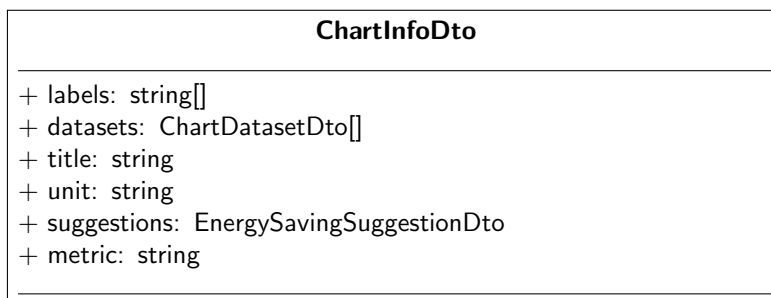 ChartInfoDto
+ labels: string[]
+ datasets: ChartDatasetDto[]
+ title: string
+ unit: string
+ suggestions: EnergySavingSuggestionDto
+ metric: string